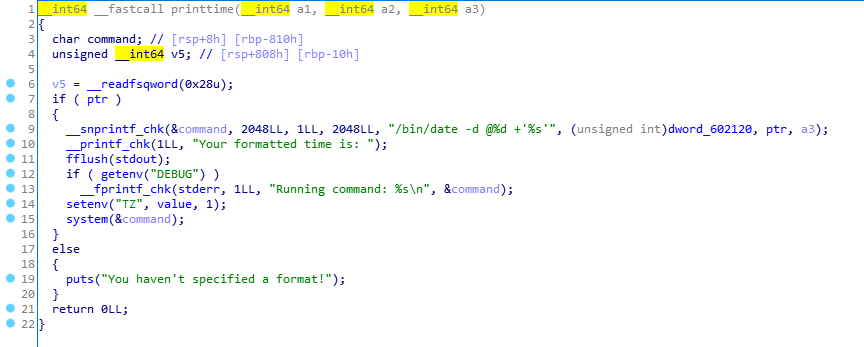 1 __int64 __fastcall printtime(__int64 a1, __int64 a2, __int64 a3)
2 {
3   char command; // [rsp+8h] [rbp-810h]
4   unsigned __int64 v5; // [rsp+808h] [rbp-10h]
5
6   v5 = __readfsqword(0x28u);
7   if ( ptr )
8   {
9     __snprintf_chk(&command, 2048LL, 1LL, 2048LL, "/bin/date -d @%d +'%s'", (unsigned int)dword_602120, ptr, a3);
10     __printf_chk(1LL, "Your formatted time is: ");
11     fflush(stdout);
12     if ( getenv("DEBUG") )
13       __fprintf_chk(stderr, 1LL, "Running command: %s\n", &command);
14     setenv("TZ", value, 1);
15     system(&command);
16   }
17   else
18   {
19     puts("You haven't specified a format!");
20   }
21   return 0LL;
22 }